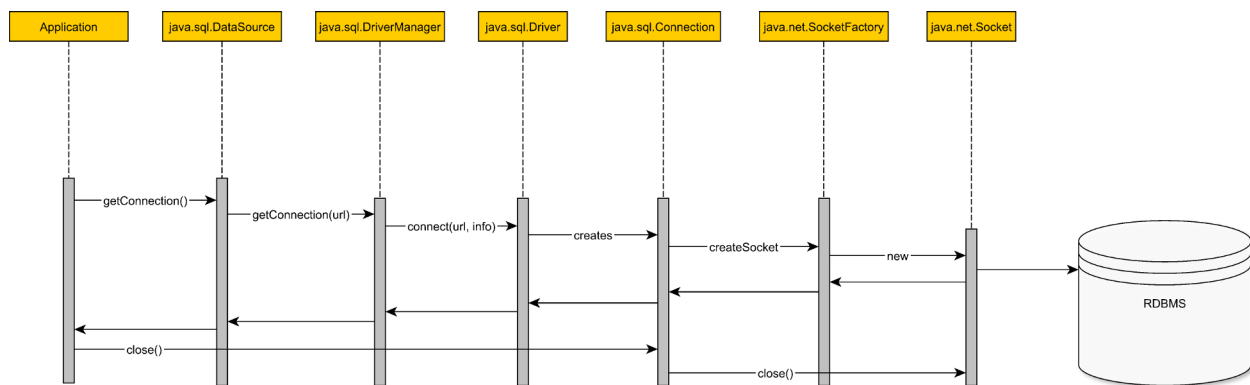 Application
java.sql.DataSource
java.sql.DriverManager
java.sql.Driver
java.sql.Connection
java.net.SocketFactory
java.net.Socket
getConnection()
getConnection(url)
connect(url, info)
creates
createSocket
new
RDBMS
close()
close()